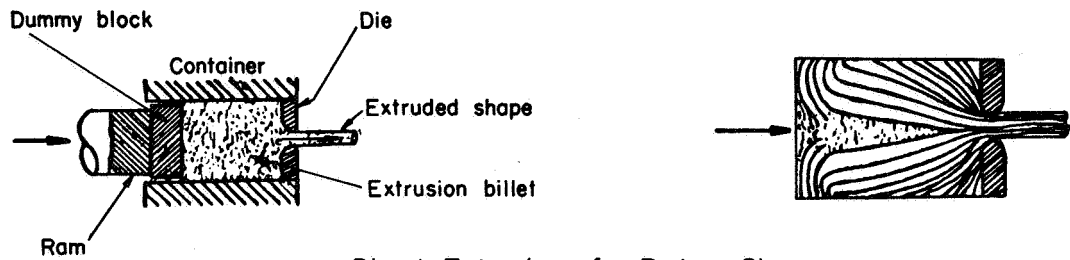 Dummy block
Die
Container
Extruded shape
Extrusion billet
Ram